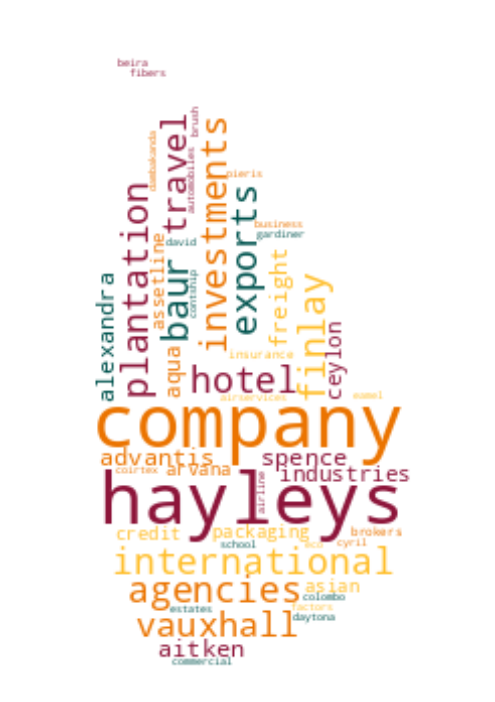 beira
fibers
brush
travel
investments
dambakanda
automobiles
pieris
plantation
exports
business
gardiner
david
baur
assetline
contship
freight
alexandra
finlay
ceylon
aqua
insurance
hotel
airservices
eamel
company
advantis
spence
coirtex
arvana
industries
hayleys
airline
credit
packaging
brokers
school
eco
cyril
international
agencies
asian
colombo
estates
factors
daytona
vauxhall
aitken
commercial